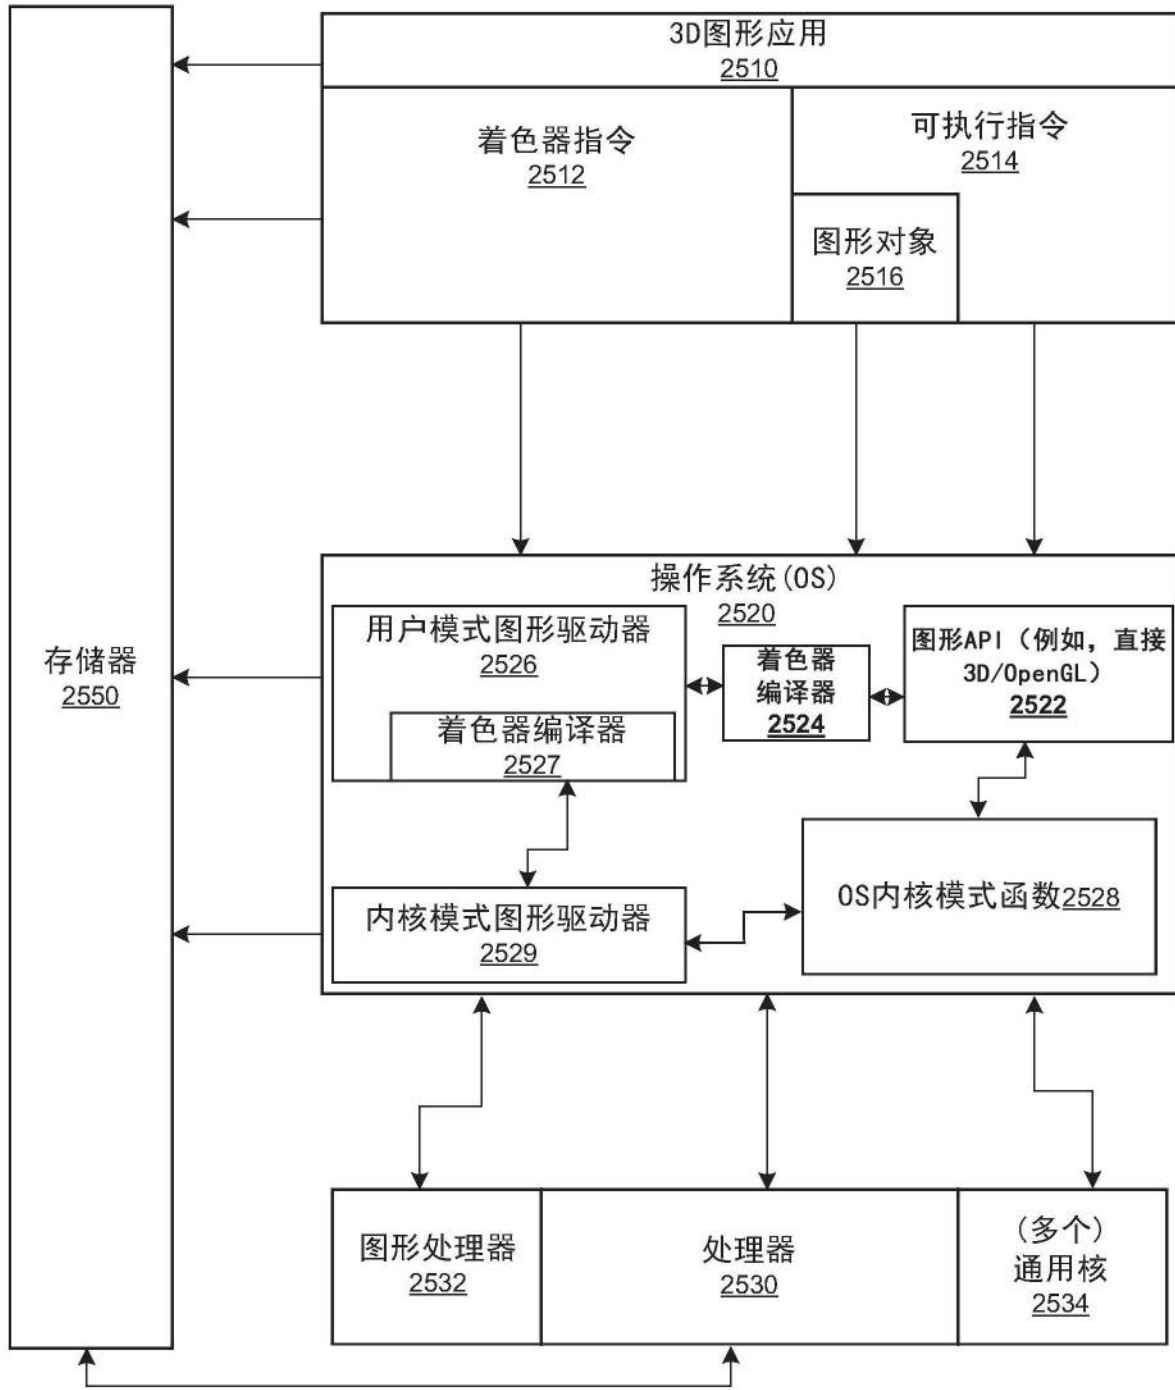 3D图形应用
2510
着色器指令
2512
可执行指令
2514
图形对象
2516
存储器
2550
操作系统(OS)
2520
用户模式图形驱动器
2526
着色器编译器
2527
着色器
编译器
2524
图形API（例如，直接
3D/OpenGL）
2522
OS内核模式函数2528
内核模式图形驱动器
2529
图形处理器
2532
处理器
2530
(多个)
通用核
2534